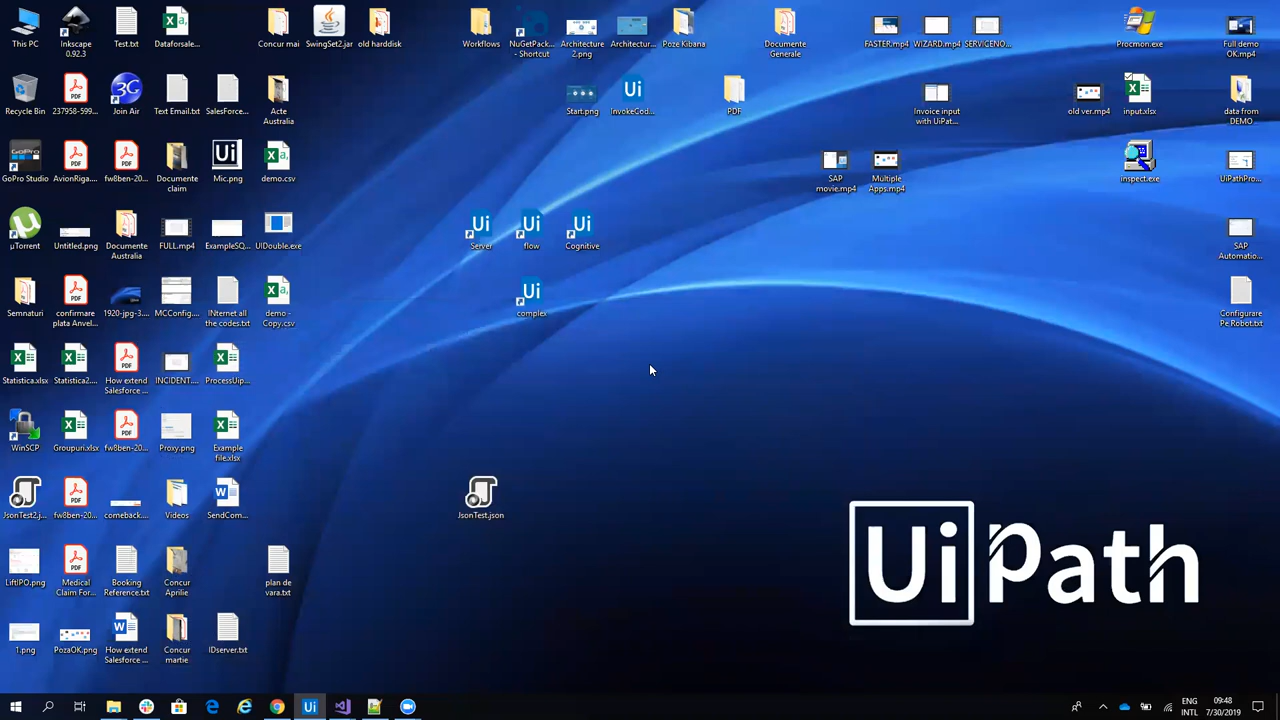 This PC
Inkscape
0.92.3
Test.txt
Dataforsale...
Concur mai
SwingSet2.jar
old harddisk
Workflows
NuGetPack...
- Shortcut
Architecture
2.png
Architectur...
Poze Kibana
Documente
Generale
FASTER.mp4
WIZARD.mp4
SERVICENO...
Procmon.exe
Full demo
OK.mp4
Recycle Bin
237958-599...
Join Air
Text Email.txt
SalesForce...
Acte
Australia
Start.png
InvokeCod...
PDF
Invoice input
with UiPat...
old ver.mp4
input.xlsx
data from
DEMO
GoPro Studio
AvionRiga....
fw8ben-20...
Documente
claim
Mic.png
demo.csv
SAP
movie.mp4
Multiple
Apps.mp4
inspect.exe
UiPathPro...
µTorrent
Untitled.png
Documente
Australia
FULL.mp4
ExampleSQ...
UIDouble.exe
Server
flow
Cognitive
SAP
Automatio...
Semnaturi
confirmare
plata Anvel...
1920-jpg-3....
MCConfig....
INternet all
the codes.txt
demo -
Copy.csv
complex
Configurare
Pe Robot.txt
Statistica.xlsx
Statistica2....
How extend
Salesforce ...
INCIDENT....
ProcessUip...
WinSCP
Groupuri.xlsx
fw8ben-20...
Proxy.png
Example
file.xlsx
JsonTest2.j...
fw8ben-20...
comeback....
Videos
SendCom...
JsonTest.json
LiftIPO.png
Medical
Claim For...
Booking
Reference.txt
Concur
Aprilie
plan de
vara.txt
UiPath
1.png
PozaOK.png
How extend
Salesforce ...
Concur
martie
IDserver.txt
ENG
INTL
09:48
7/30/2019